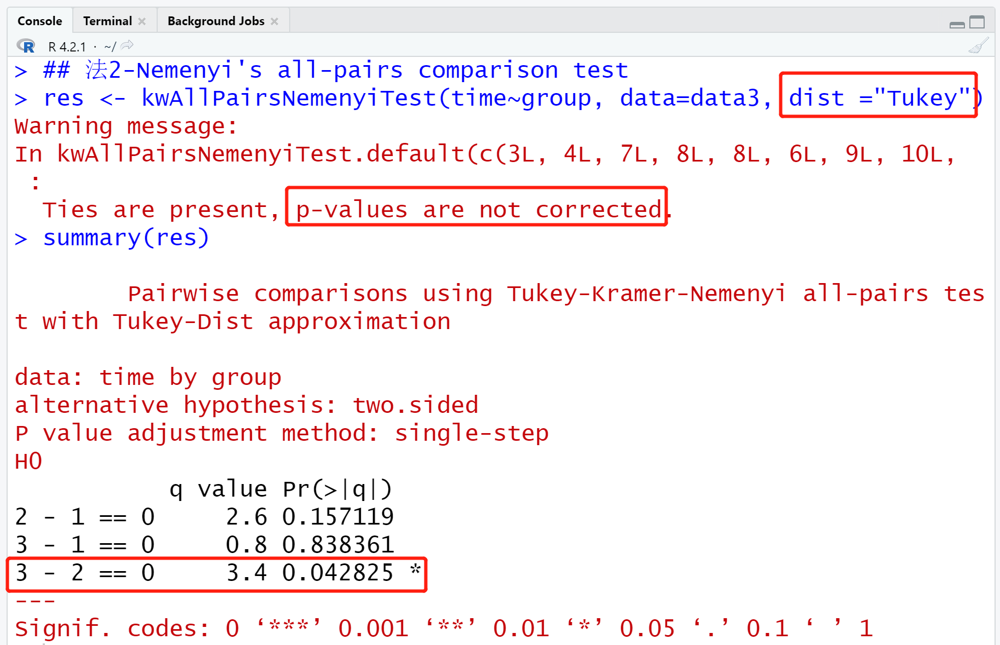 Console Terminal Background Jobs
R R 4.2.1 · ~/
> ## 法2-Nemenyi's all-pairs comparison test
> res <- kwAllPairsNemenyiTest(time~group, data=data3, dist ="Tukey")
Warning message:
In kwAllPairsNemenyiTest.default(c(3L, 4L, 7L, 8L, 8L, 6L, 9L, 10L,
:
Ties are present, p-values are not corrected.
> summary(res)
Pairwise comparisons using Tukey-Kramer-Nemenyi all-pairs tes
t with Tukey-Dist approximation
data: time by group
alternative hypothesis: two.sided
P value adjustment method: single-step
H0
q value Pr(>|q|)
2 - 1 == 0 2.6 0.157119
3 - 1 == 0 0.8 0.838361
3 - 2 == 0 3.4 0.042825 *
---
Signif. codes: 0 ‘***’ 0.001 ‘**’ 0.01 ‘*’ 0.05 ‘.’ 0.1 ‘ ’ 1